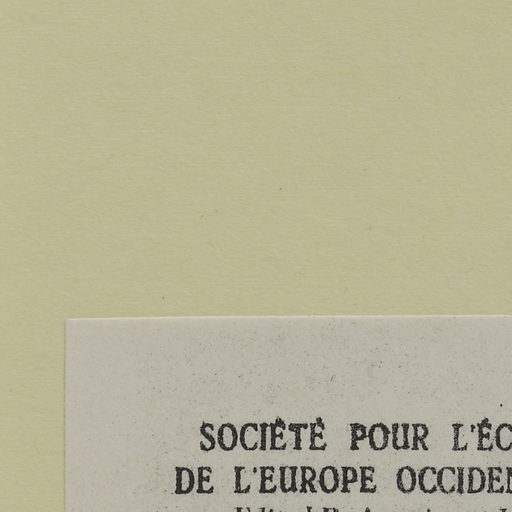 SOCIÉTÉ POUR L'ÉC
DE L'EUROPE OCCIDEN